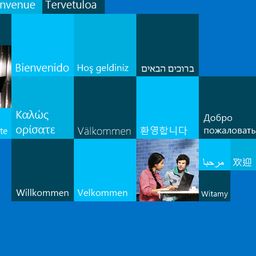 nvenue Tervetuloa
Bienvenido Hoş geldiniz ברוכים הבאים
Καλώς
ορίσατε Välkommen 환영합니다 Добро
пожаловать
مرحبا 欢迎
Willkommen Velkommen Witamy